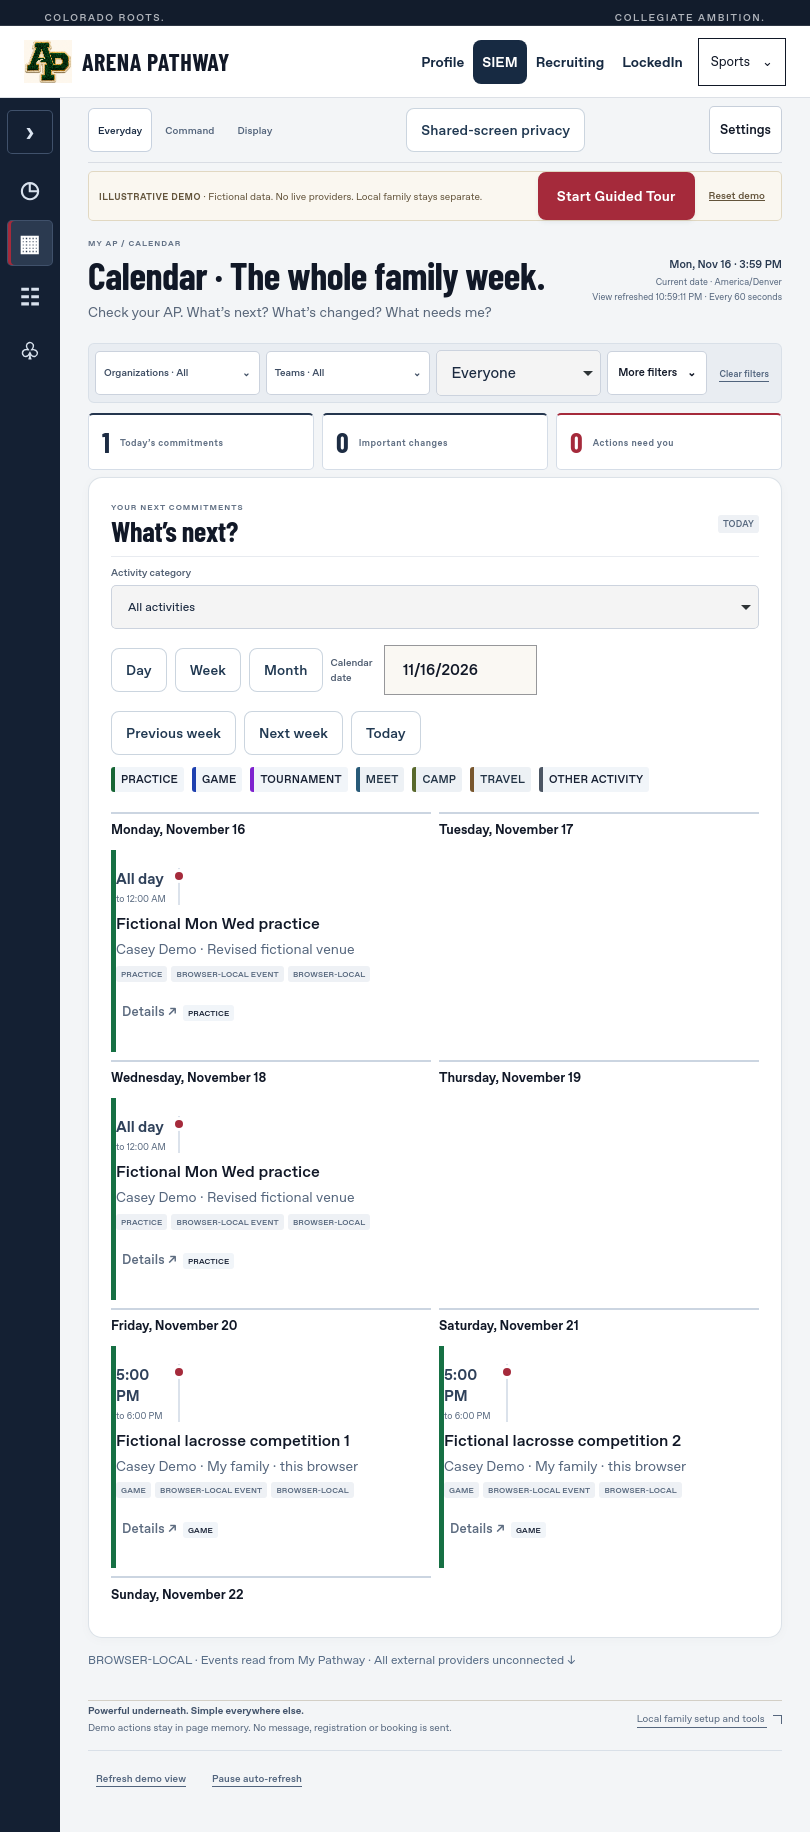 COLORADO ROOTS. COLLEGIATE AMBITION.
AP ARENA PATHWAY Profile SIEM Recruiting LockedIn Sports
Everyday Command Display Shared-screen privacy Settings
ILLUSTRATIVE DEMO · Fictional data. No live providers. Local family stays separate. Start Guided Tour Reset demo
MY AP / CALENDAR
Calendar · The whole family week.
Check your AP. What’s next? What’s changed? What needs me?
Mon, Nov 16 · 3:59 PM
Current date · America/Denver
View refreshed 10:59:11 PM · Every 60 seconds
Organizations · All Teams · All Everyone More filters Clear filters
1 Today’s commitments 0 Important changes 0 Actions need you
YOUR NEXT COMMITMENTS
What’s next? TODAY
Activity category
All activities
Day Week Month Calendar date 11/16/2026
Previous week Next week Today
PRACTICE GAME TOURNAMENT MEET CAMP TRAVEL OTHER ACTIVITY
Monday, November 16 Tuesday, November 17
All day
to 12:00 AM
Fictional Mon Wed practice
Casey Demo · Revised fictional venue
PRACTICE BROWSER-LOCAL EVENT BROWSER-LOCAL
Details ↗ PRACTICE
Wednesday, November 18 Thursday, November 19
All day
to 12:00 AM
Fictional Mon Wed practice
Casey Demo · Revised fictional venue
PRACTICE BROWSER-LOCAL EVENT BROWSER-LOCAL
Details ↗ PRACTICE
Friday, November 20 Saturday, November 21
5:00 5:00
PM PM
to 6:00 PM to 6:00 PM
Fictional lacrosse competition 1 Fictional lacrosse competition 2
Casey Demo · My family · this browser Casey Demo · My family · this browser
GAME BROWSER-LOCAL EVENT BROWSER-LOCAL GAME BROWSER-LOCAL EVENT BROWSER-LOCAL
Details ↗ GAME Details ↗ GAME
Sunday, November 22
BROWSER-LOCAL · Events read from My Pathway · All external providers unconnected ↓
Powerful underneath. Simple everywhere else.
Demo actions stay in page memory. No message, registration or booking is sent.
Local family setup and tools
Refresh demo view Pause auto-refresh